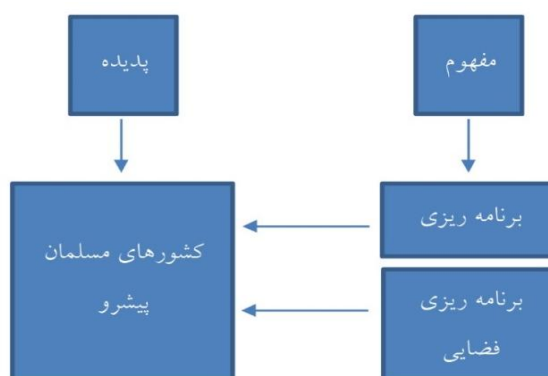 مفهوم
پدیده
برنامه ریزی
کشورهای مسلمان
پیشرو
برنامه ریزی
فضایی